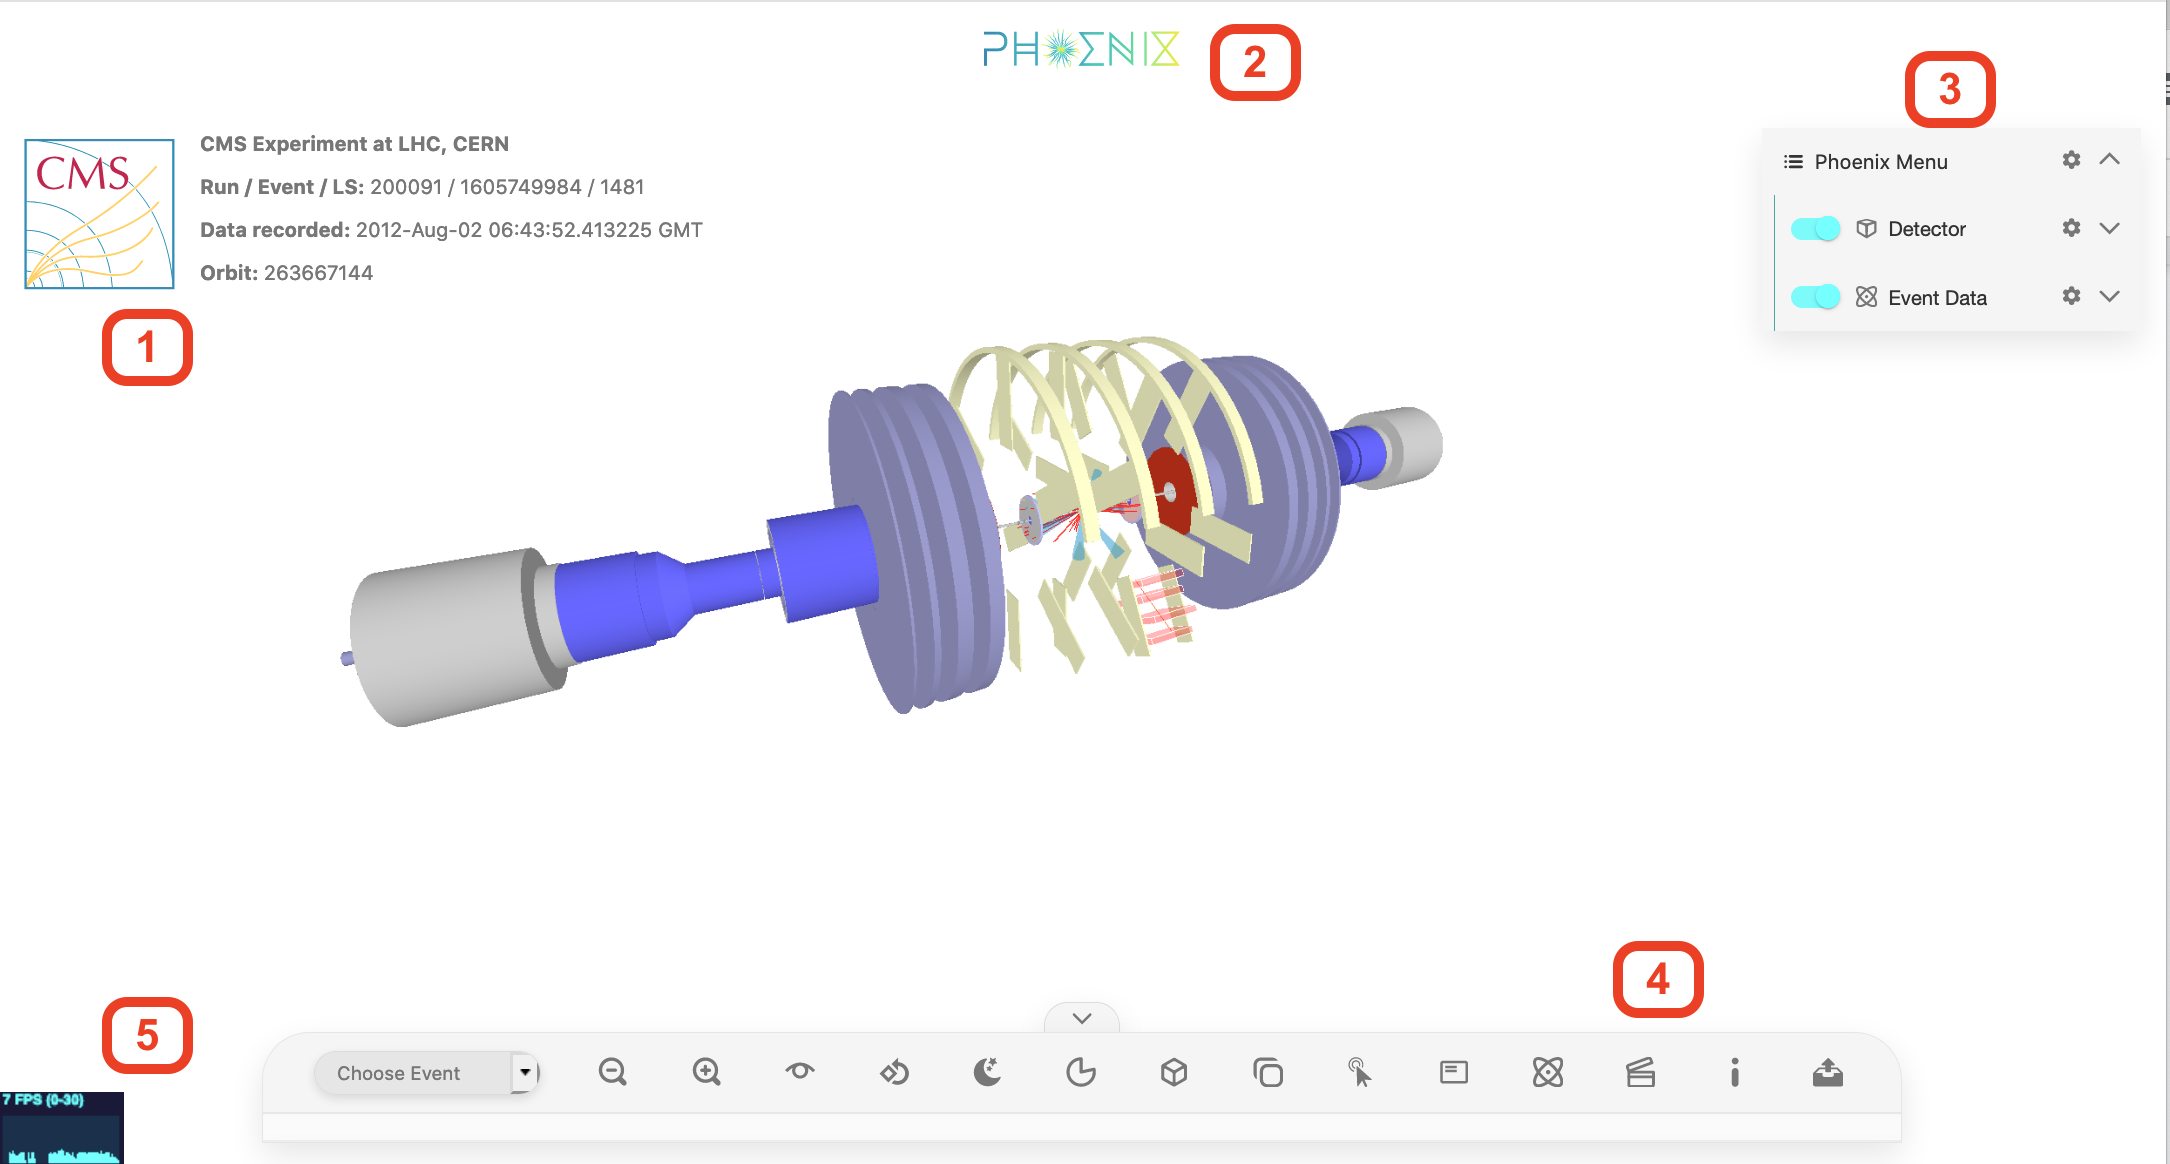 PHOENIX
2
3
CMS
CMS Experiment at LHC, CERN
Run / Event / LS: 200091 / 1605749984 / 1481
Data recorded: 2012-Aug-02 06:43:52.413225 GMT
Orbit: 263667144
1
Phoenix Menu
Detector
Event Data
4
5
Choose Event
7 FPS (0-30)